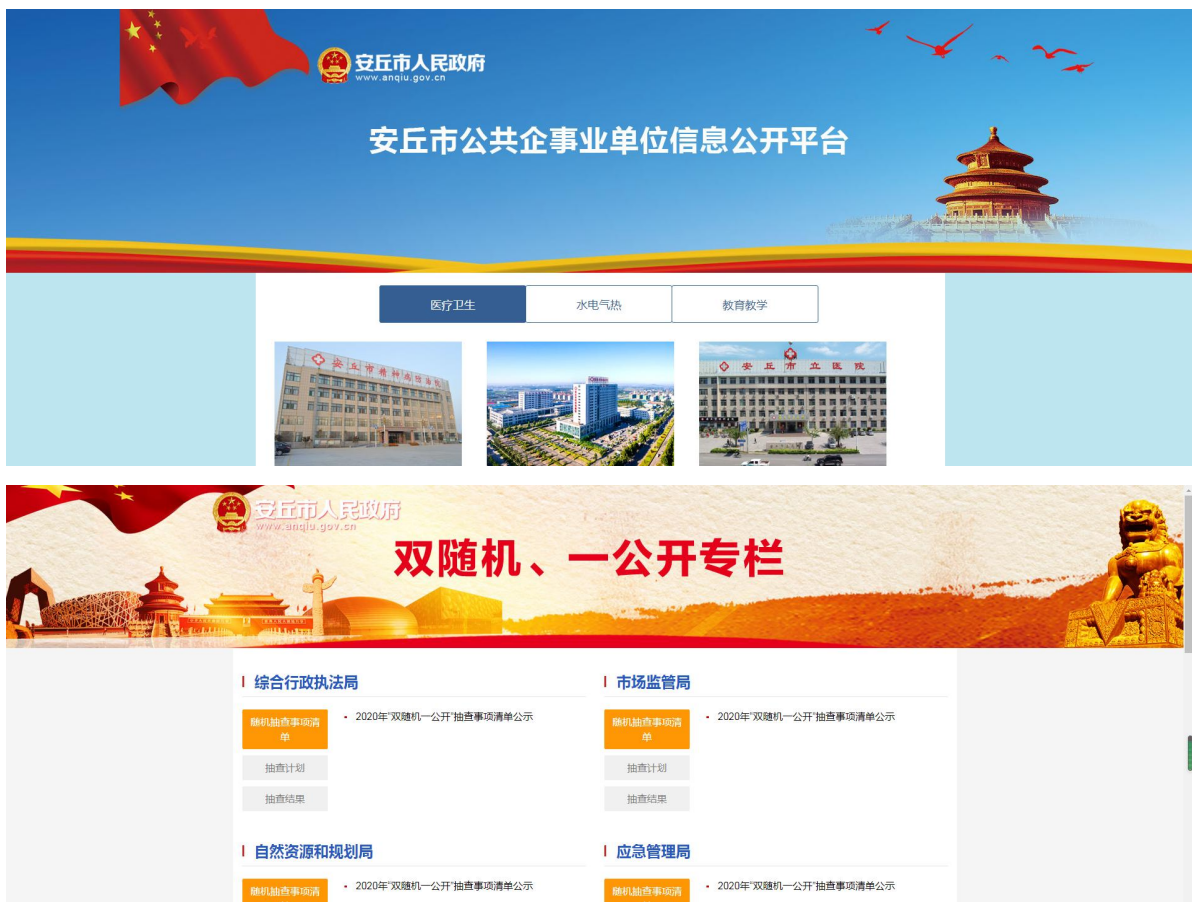 安丘市人民政府
www.anqiu.gov.cn
安丘市公共企事业单位信息公开平台
医疗卫生
水电气热
教育教学
安丘市精神病防治院
安丘市立医院
安丘市人民政府
www.anqiu.gov.cn
双随机、一公开专栏
综合行政执法局
随机抽查事项清
单
2020年“双随机一公开”抽查事项清单公示
抽查计划
抽查结果
市场监管局
随机抽查事项清
单
2020年“双随机一公开”抽查事项清单公示
抽查计划
抽查结果
自然资源和规划局
随机抽查事项清
2020年“双随机一公开”抽查事项清单公示
应急管理局
随机抽查事项清
2020年“双随机一公开”抽查事项清单公示